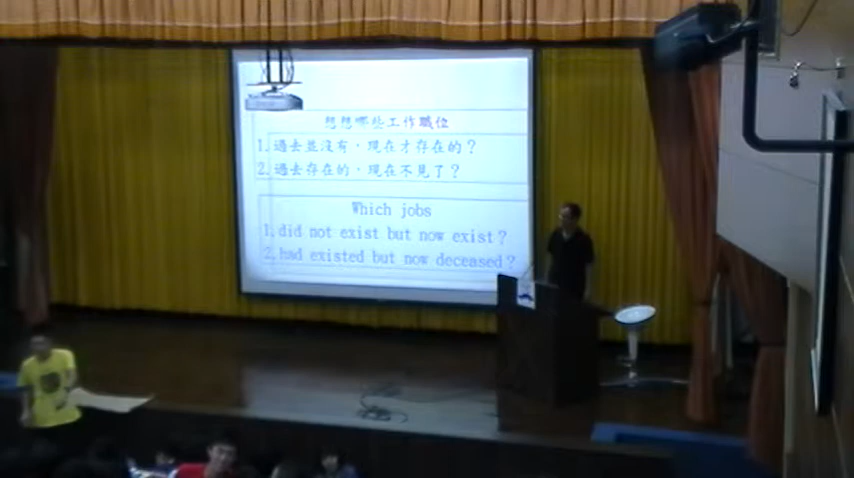 想想哪些工作職位
1. 過去並沒有,現在才存在的？
2. 過去存在的,現在不見了？
Which jobs
1. did not exist but now exist?
2. had existed but now deceased?